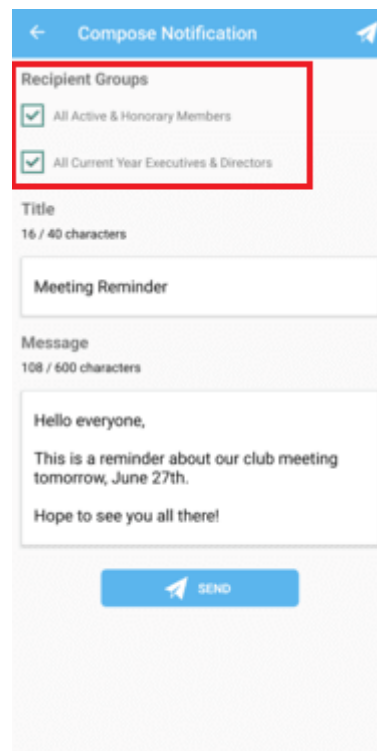 Compose Notification
Recipient Groups
All Active & Honorary Members
All Current Year Executives & Directors
Title
16 / 40 characters
Meeting Reminder
Message
108 / 600 characters
Hello everyone,
This is a reminder about our club meeting
tomorrow, June 27th.
Hope to see you all there!
SEND